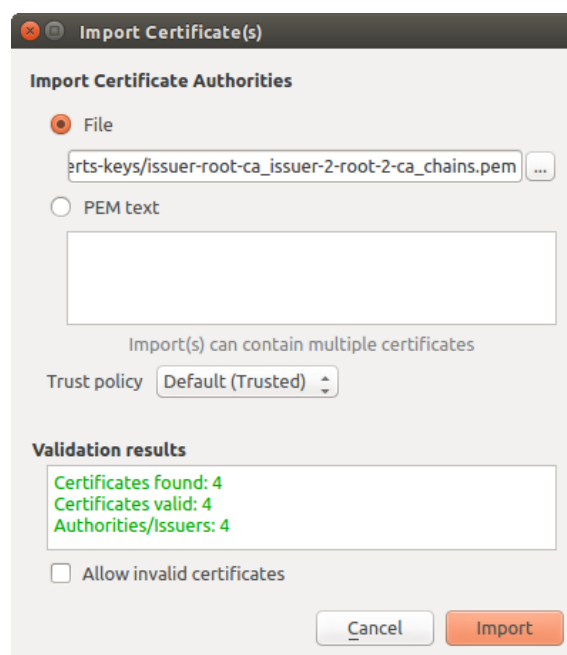 Import Certificate(s)
Import Certificate Authorities
File
erts-keys/issuer-root-ca_issuer-2-root-2-ca_chains.pem ...
PEM text
Import(s) can contain multiple certificates
Trust policy Default (Trusted)
Validation results
Certificates found: 4
Certificates valid: 4
Authorities/Issuers: 4
Allow invalid certificates
Cancel Import